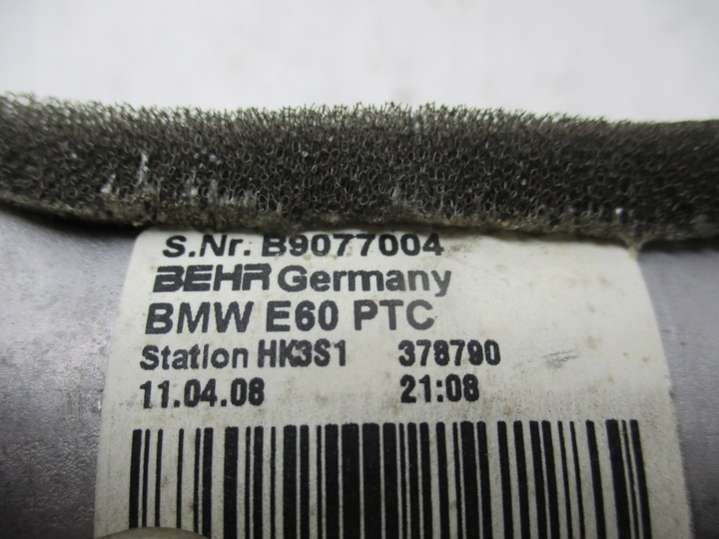 S.Nr. B9077004
BEHR Germany
BMW E60 PTC
Station HK3S1 378790
11.04.08 21:08